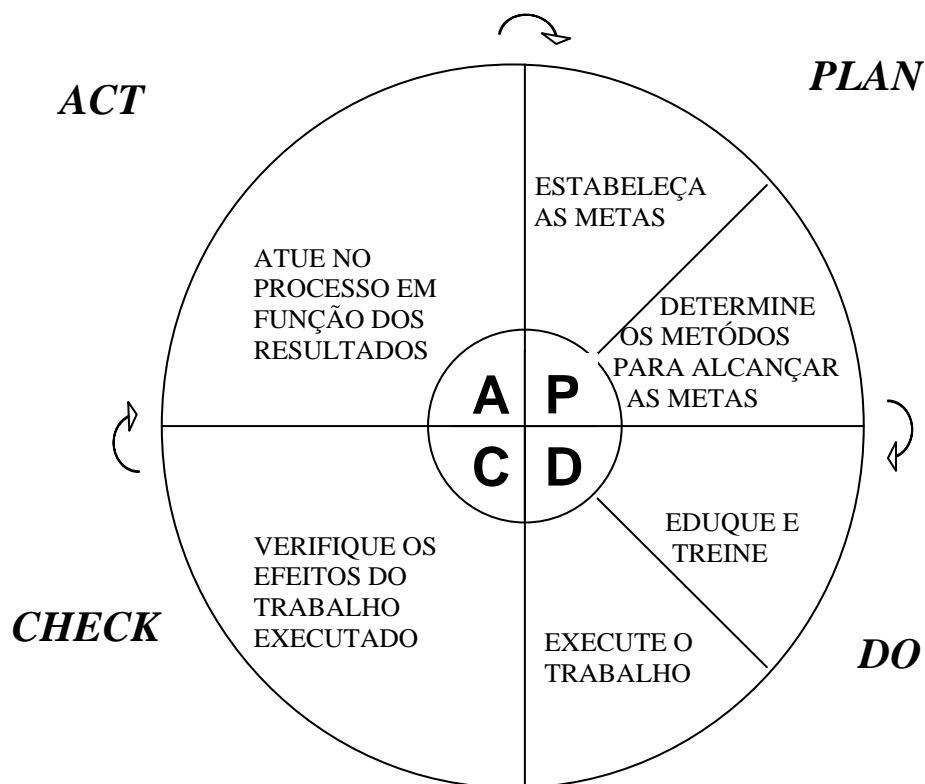 ACT
PLAN
ESTABELEÇA
AS METAS
DETERMINE
OS METÓDOS
PARA ALCANÇAR
AS METAS
ATUE NO
PROCESSO EM
FUNÇÃO DOS
RESULTADOS
A P
C D
EDUQUE E
TREINE
VERIFIQUE OS
EFEITOS DO
TRABALHO
EXECUTADO
EXECUTE O
TRABALHO
CHECK
DO